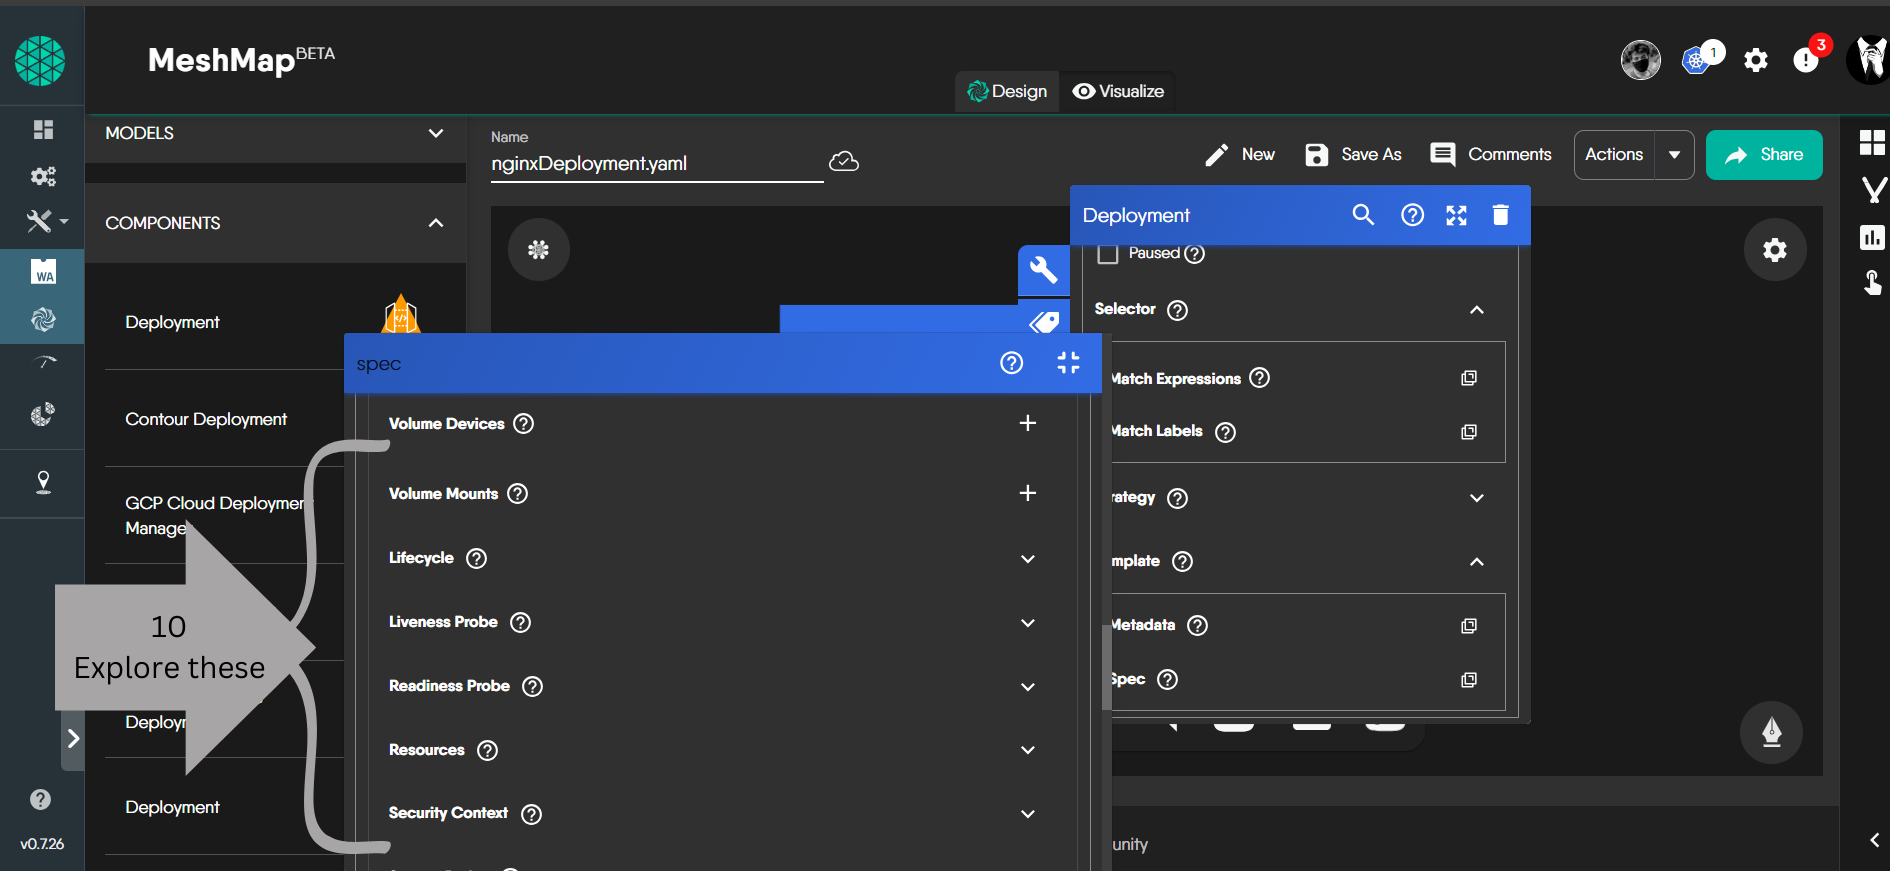 MeshMap BETA
1
3
Design
Visualize
MODELS
Name
nginxDeployment.yaml
New
Save As
Comments
Actions
Share
COMPONENTS
WA
Deployment
</>
Contour Deployment
GCP Cloud Deploymen
Manage
Deployr
Deployment
v0.7.26
10
Explore these
Deployment
Paused
Selector
Match Expressions
Match Labels
rategy
mplate
Metadata
Spec
spec
Volume Devices
Volume Mounts
Lifecycle
Liveness Probe
Readiness Probe
Resources
Security Context
unity